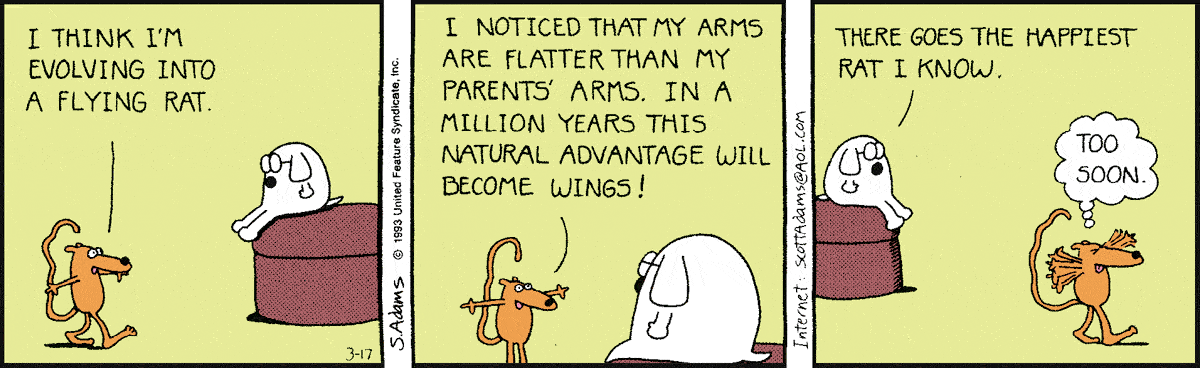 I THINK I'M
EVOLVING INTO
A FLYING RAT.
3-17
S. Adams © 1993 United Feature Syndicate, Inc.
I NOTICED THAT MY ARMS
ARE FLATTER THAN MY
PARENTS' ARMS. IN A
MILLION YEARS THIS
NATURAL ADVANTAGE WILL
BECOME WINGS!
Internet: SCOTTADAMS@AOL.COM
THERE GOES THE HAPPIEST
RAT I KNOW.
TOO
SOON.